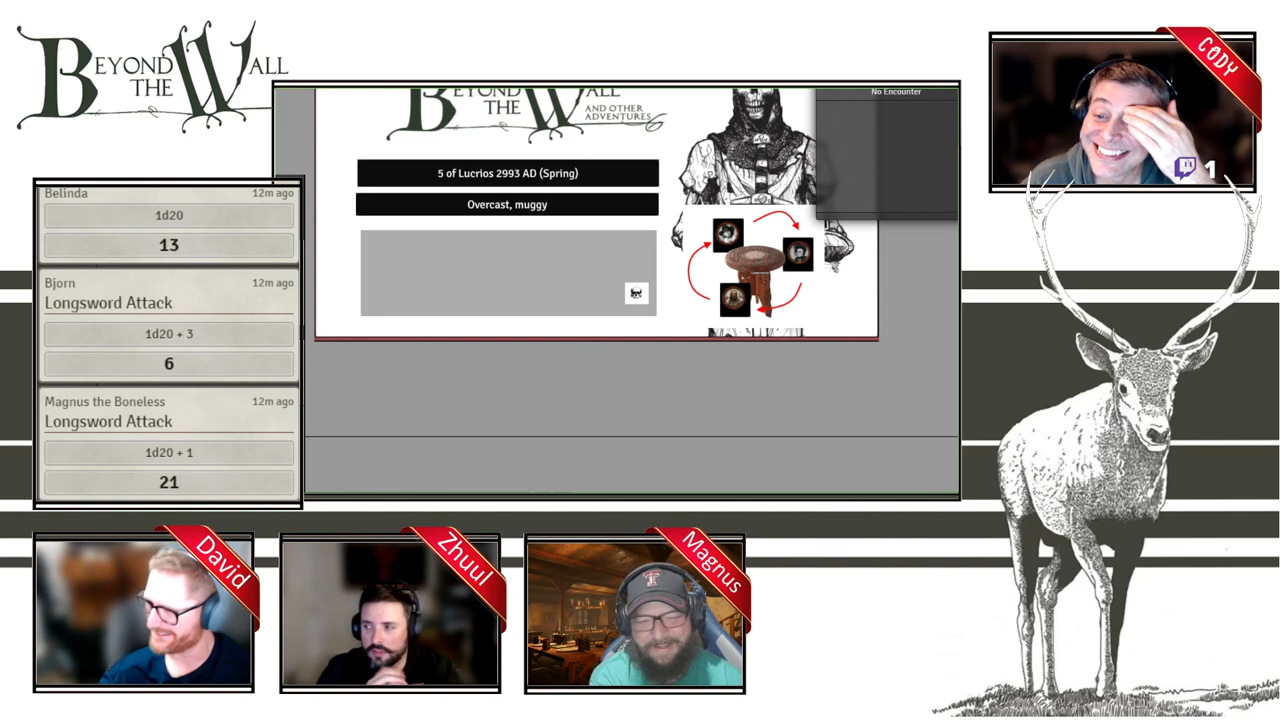 BEYOND
THE WALL
CODY
1
BEYOND
THE WALL
AND OTHER
ADVENTURES
No Encounter
5 of Lucrios 2993 AD (Spring)
Overcast, muggy
Belinda 12m ago
1d20
13
Bjorn 12m ago
Longsword Attack
1d20 + 3
6
Magnus the Boneless 12m ago
Longsword Attack
1d20 + 1
21
David
Zhuul
Magnus
T